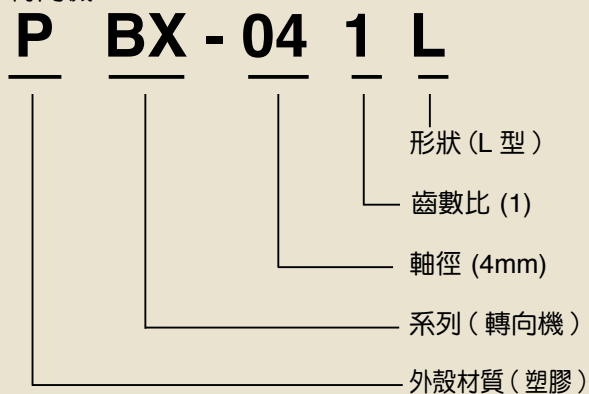 P BX - 04 1 L
形狀 (L 型 )
齒數比 (1)
軸徑 (4mm)
系列 ( 轉向機 )
外殼材質 ( 塑膠 )